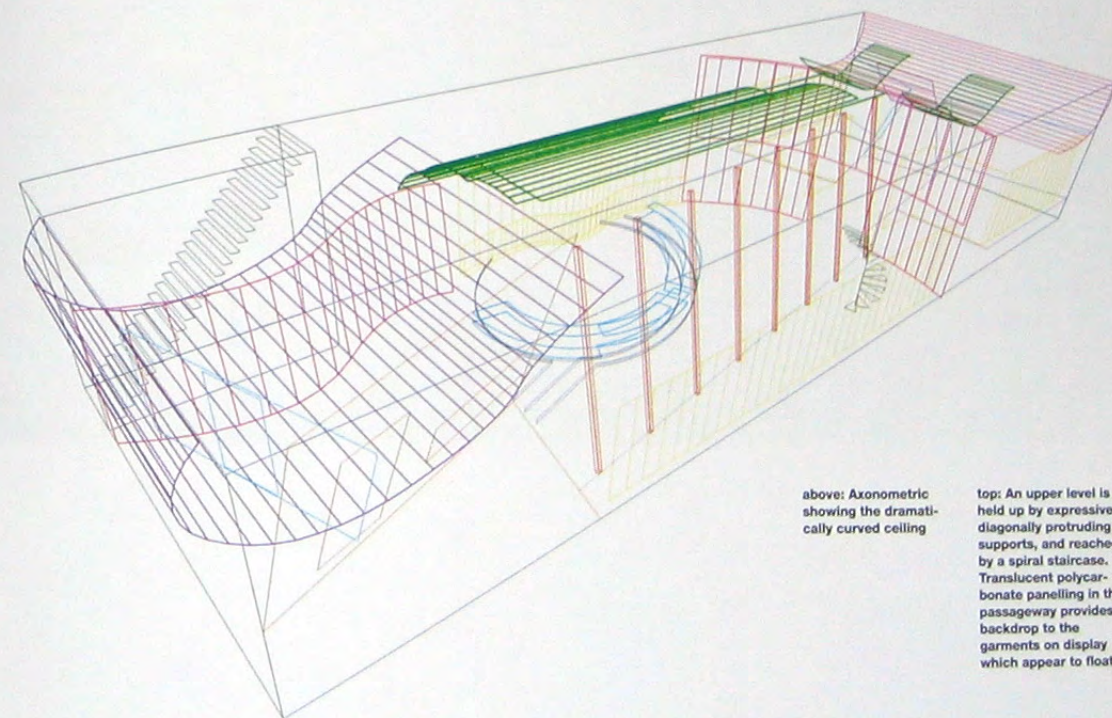 above: Axonometric
showing the dramati-
cally curved ceiling
top: An upper level is
held up by expressive
diagonally protruding
supports, and reache
by a spiral staircase.
Translucent polycar-
bonate panelling in th
passageway provides
backdrop to the
garments on display
which appear to float